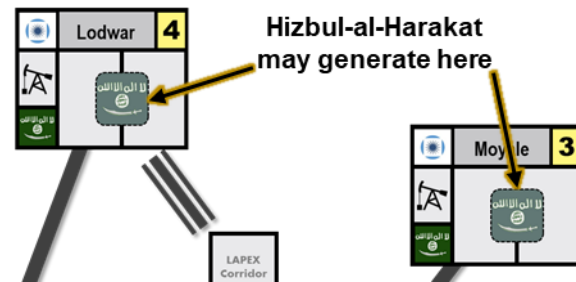 Lodwar 4
Hizbul-al-Harakat
may generate here
Moyale 3
LAPEX
Corridor